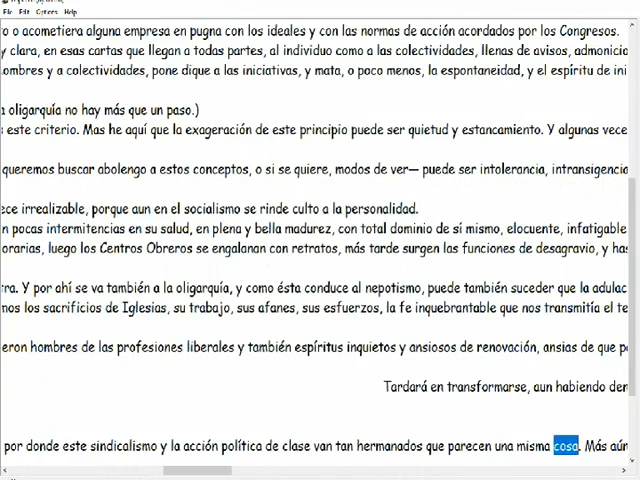 File Edit Options Help
o o acometiera alguna empresa en pugna con los ideales y con las normas de acción acordados por los Congresos.
y clara, en esas cartas que llegan a todas partes, al individuo como a las colectividades, llenas de avisos, admonicio
ombres y a colectividades, pone dique a las iniciativas, y mata, o poco menos, la espontaneidad, y el espíritu de ini
a oligarquía no hay más que un paso.)
este criterio. Mas he aquí que la exageración de este principio puede ser quietud y estancamiento. Y algunas vece
queremos buscar abolengo a estos conceptos, o si se quiere, modos de ver— puede ser intolerancia, intransigencia
ece irrealizable, porque aun en el socialismo se rinde culto a la personalidad.
n pocas intermitencias en su salud, en plena y bella madurez, con total dominio de sí mismo, elocuente, infatigable
orarias, luego los Centros Obreros se engalanan con retratos, más tarde surgen las funciones de desagravio, y has
tra. Y por ahí se va también a la oligarquía, y como ésta conduce al nepotismo, puede también suceder que la adulac
mos los sacrificios de Iglesias, su trabajo, sus afanes, sus esfuerzos, la fe inquebrantable que nos transmitía el te
eron hombres de las profesiones liberales y también espíritus inquietos y ansiosos de renovación, ansias de que p
Tardará en transformarse, aun habiendo der
por donde este sindicalismo y la acción política de clase van tan hermanados que parecen una misma cosa. Más aún